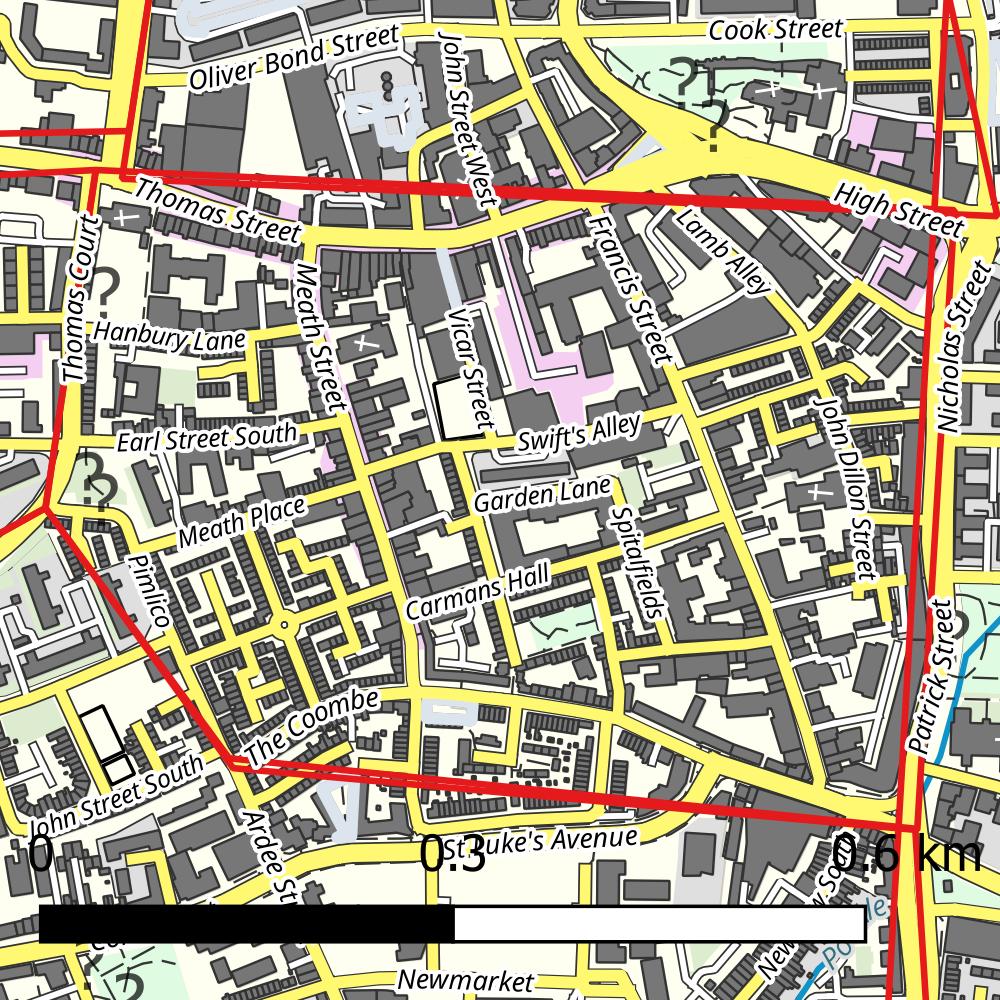 Cook Street
Oliver Bond Street
John Street West
?
?
Thomas Street
High Street
Thomas Court
Francis Street
Lamb Alley
?
Meath Street
Nicholas Street
Hanbury Lane
Vicar Street
Earl Street South
Swift's Alley
John Dillon Street
?
?
Garden Lane
Meath Place
Spitalfields
Pimlico
Carmans Hall
?
Patrick Street
The Coombe
John Street South
Ardee St
St Luke's Avenue
0
0.3
0.6 km
New
Newmarket
?